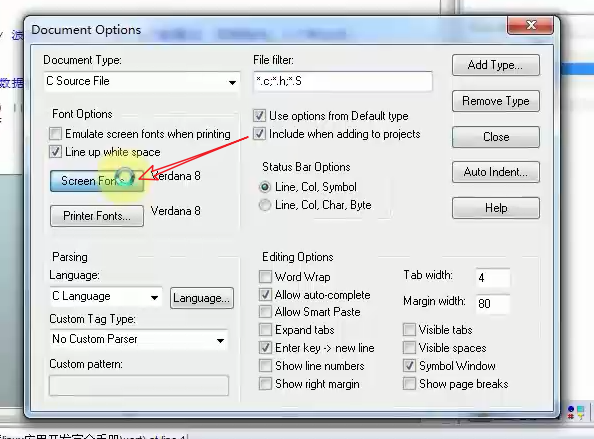 Document Options
Document Type:
C Source File
File filter:
*.c;*.h;*.S
Add Type...
Remove Type
Close
Auto Indent...
Help
Font Options
Emulate screen fonts when printing
Line up white space
Screen Fonts
Verdana 8
Printer Fonts...
Verdana 8
Use options from Default type
Include when adding to projects
Status Bar Options
Line, Col, Symbol
Line, Col, Char, Byte
Parsing
Language:
C Language
Language...
Custom Tag Type:
No Custom Parser
Custom pattern:
Editing Options
Word Wrap
Allow auto-complete
Allow Smart Paste
Expand tabs
Enter key -> new line
Show line numbers
Show right margin
Tab width:
4
Margin width:
80
Visible tabs
Visible spaces
Symbol Window
Show page breaks
数据